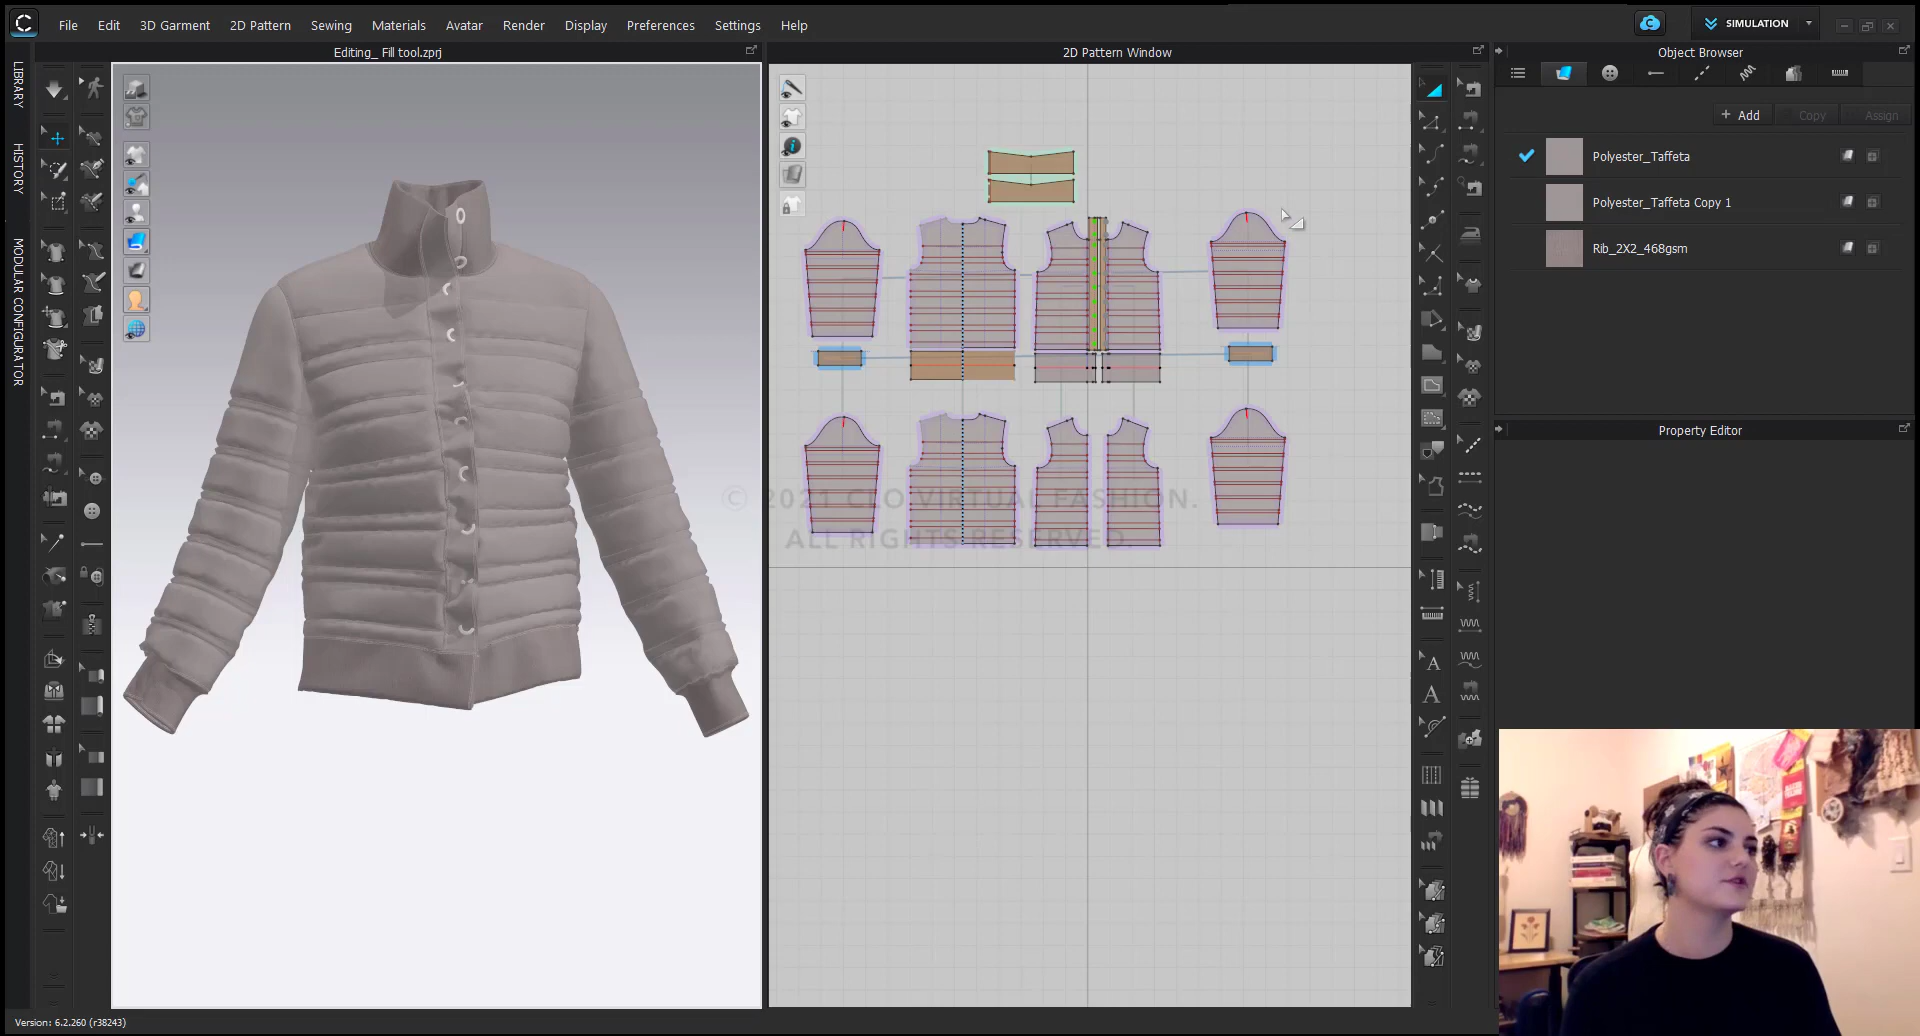 File Edit 3D Garment 2D Pattern Sewing Materials Avatar Render Display Preferences Settings Help
SIMULATION
Editing_ Fill tool.zprj
2D Pattern Window
Object Browser
LIBRARY
HISTORY
MODULAR CONFIGURATOR
+ Add Copy Assign
Polyester_Taffeta
Polyester_Taffeta Copy 1
Rib_2X2_468gsm
Property Editor
© 2021 CLO VIRTUAL FASHION.
ALL RIGHTS RESERVED.
Version: 6.2.260 (r38243)